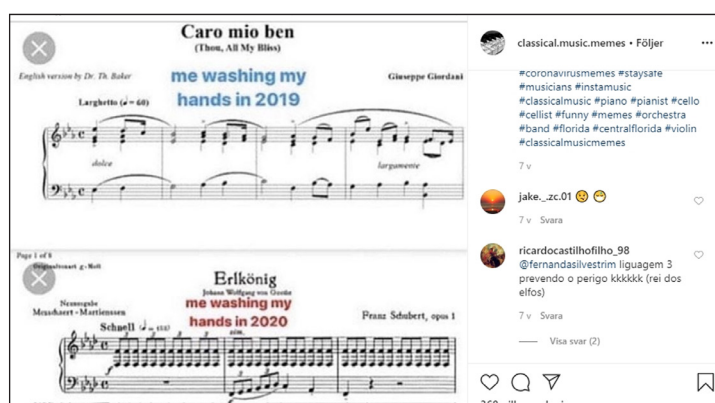 Caro mio ben
(Thou, All My Bliss)
English version by Dr. Th. Baker
me washing my
hands in 2019
Giuseppe Giordani
Larghetto (♩ = 60)
dolce
largamente
Page 1 of 8
Originaltonart g-Moll
Erlkönig
Johann Wolfgang von Goethe
me washing my
hands in 2020
Neuausgabe
Franz Schubert, opus 1
Schnell
classical.music.memes • Följer
#coronavirusmemes #staysafe
#musicians #instamusic
#classicalmusic #piano #pianist #cello
#cellist #funny #memes #orchestra
#band #florida #centralflorida #violin
#classicalmusicmemes
7 v
jake._.zc.01
7 v Svara
ricardocastilhofilho_98
@fernandasilvestrim liguagem 3
prevendo o perigo kkkkkk (rei dos
elfos)
7 v Svara
Visa svar (2)